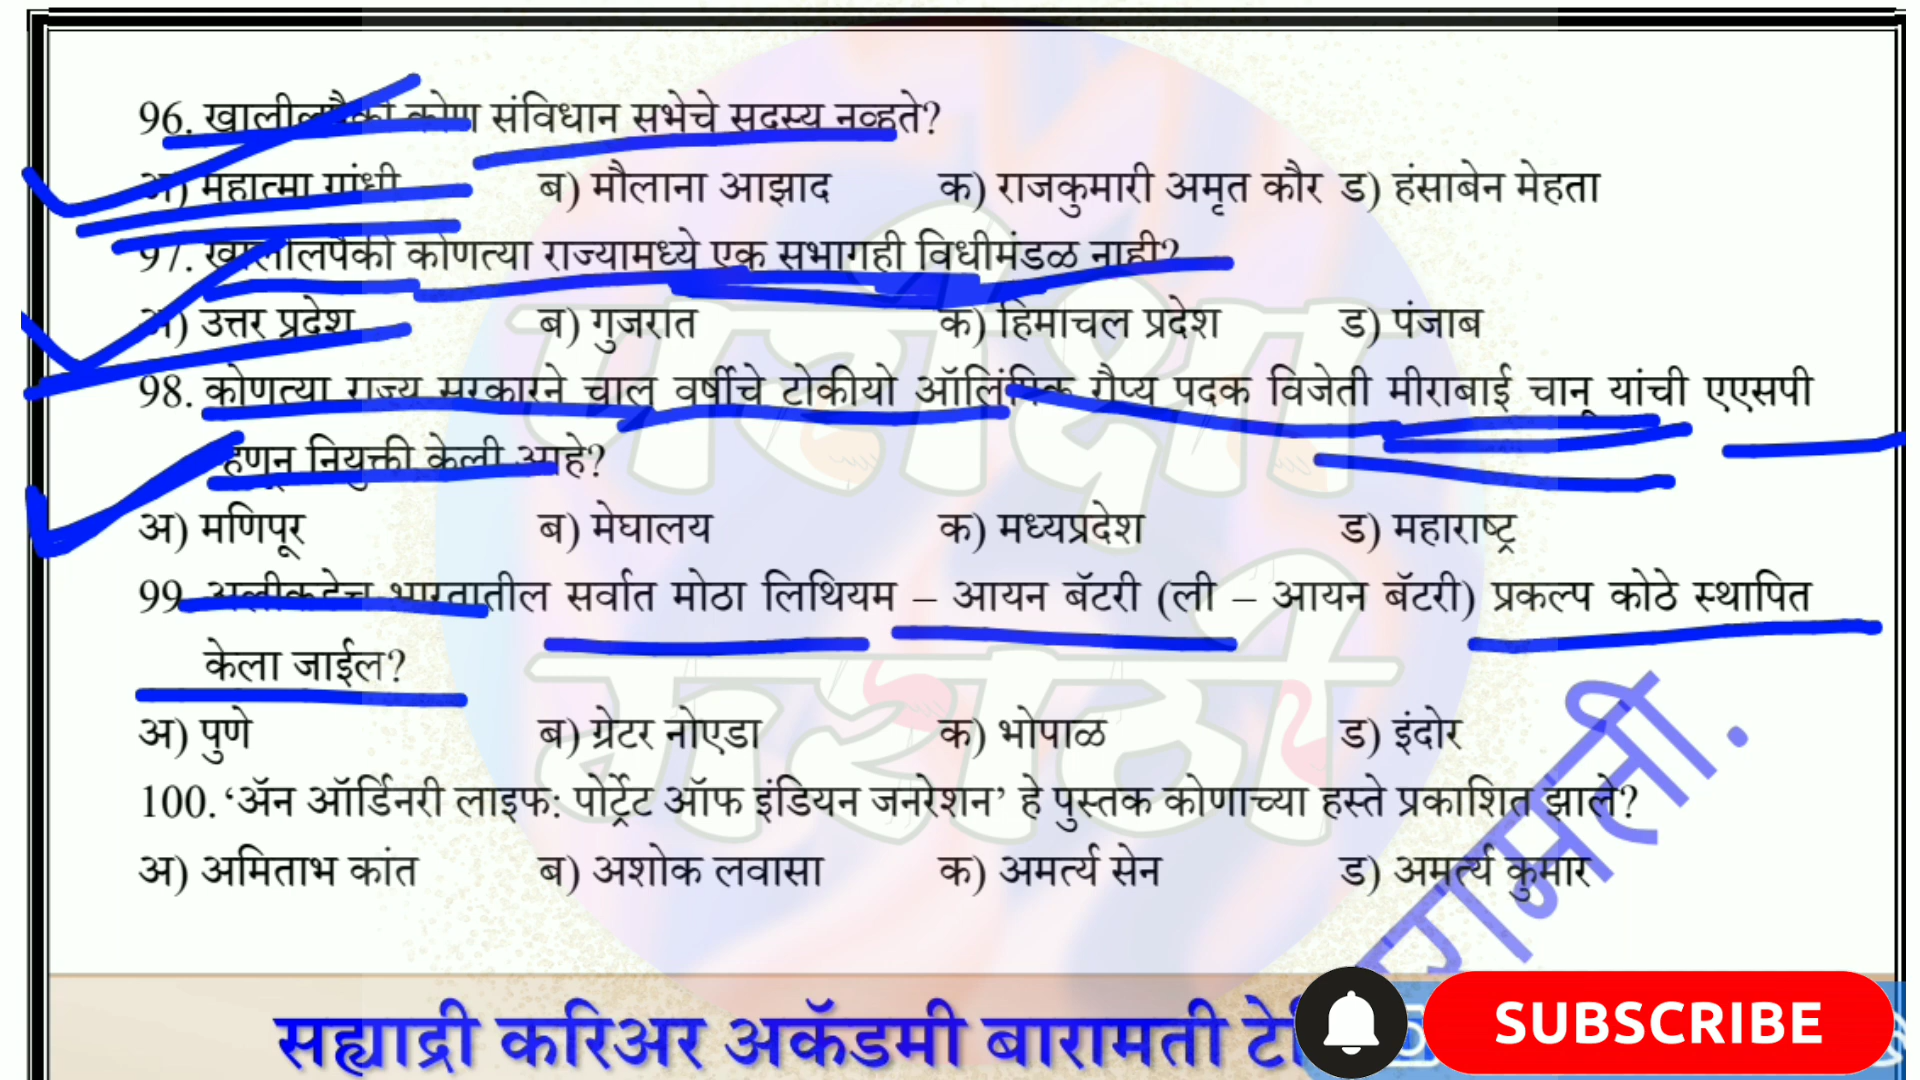 96. खालीलपैकी कोण संविधान सभेचे सदस्य नव्हते?
अ) महात्मा गांधी ब) मौलाना आझाद क) राजकुमारी अमृत कौर ड) हंसाबेन मेहता
97. खालीलपैकी कोणत्या राज्यामध्ये एक सभागही विधीमंडळ नाही?
अ) उत्तर प्रदेश ब) गुजरात क) हिमाचल प्रदेश ड) पंजाब
98. कोणत्या राज्य सरकारने चालू वर्षीचे टोकीयो ऑलिंम्पिक रौप्य पदक विजेती मीराबाई चानू यांची एएसपी
म्हणून नियुक्ती केली आहे?
अ) मणिपूर ब) मेघालय क) मध्यप्रदेश ड) महाराष्ट्र
99. अलीकडेच भारतातील सर्वात मोठा लिथियम – आयन बॅटरी (ली – आयन बॅटरी) प्रकल्प कोठे स्थापित
केला जाईल?
अ) पुणे ब) ग्रेटर नोएडा क) भोपाळ ड) इंदोर
100. ‘ॲन ऑर्डिनरी लाइफ: पोर्ट्रेट ऑफ इंडियन जनरेशन’ हे पुस्तक कोणाच्या हस्ते प्रकाशित झाले?
अ) अमिताभ कांत ब) अशोक लवासा क) अमर्त्य सेन ड) अमर्त्य कुमार
परीक्षा
मराठी
सह्याद्री करिअर अकॅडमी बारामती
SUBSCRIBE